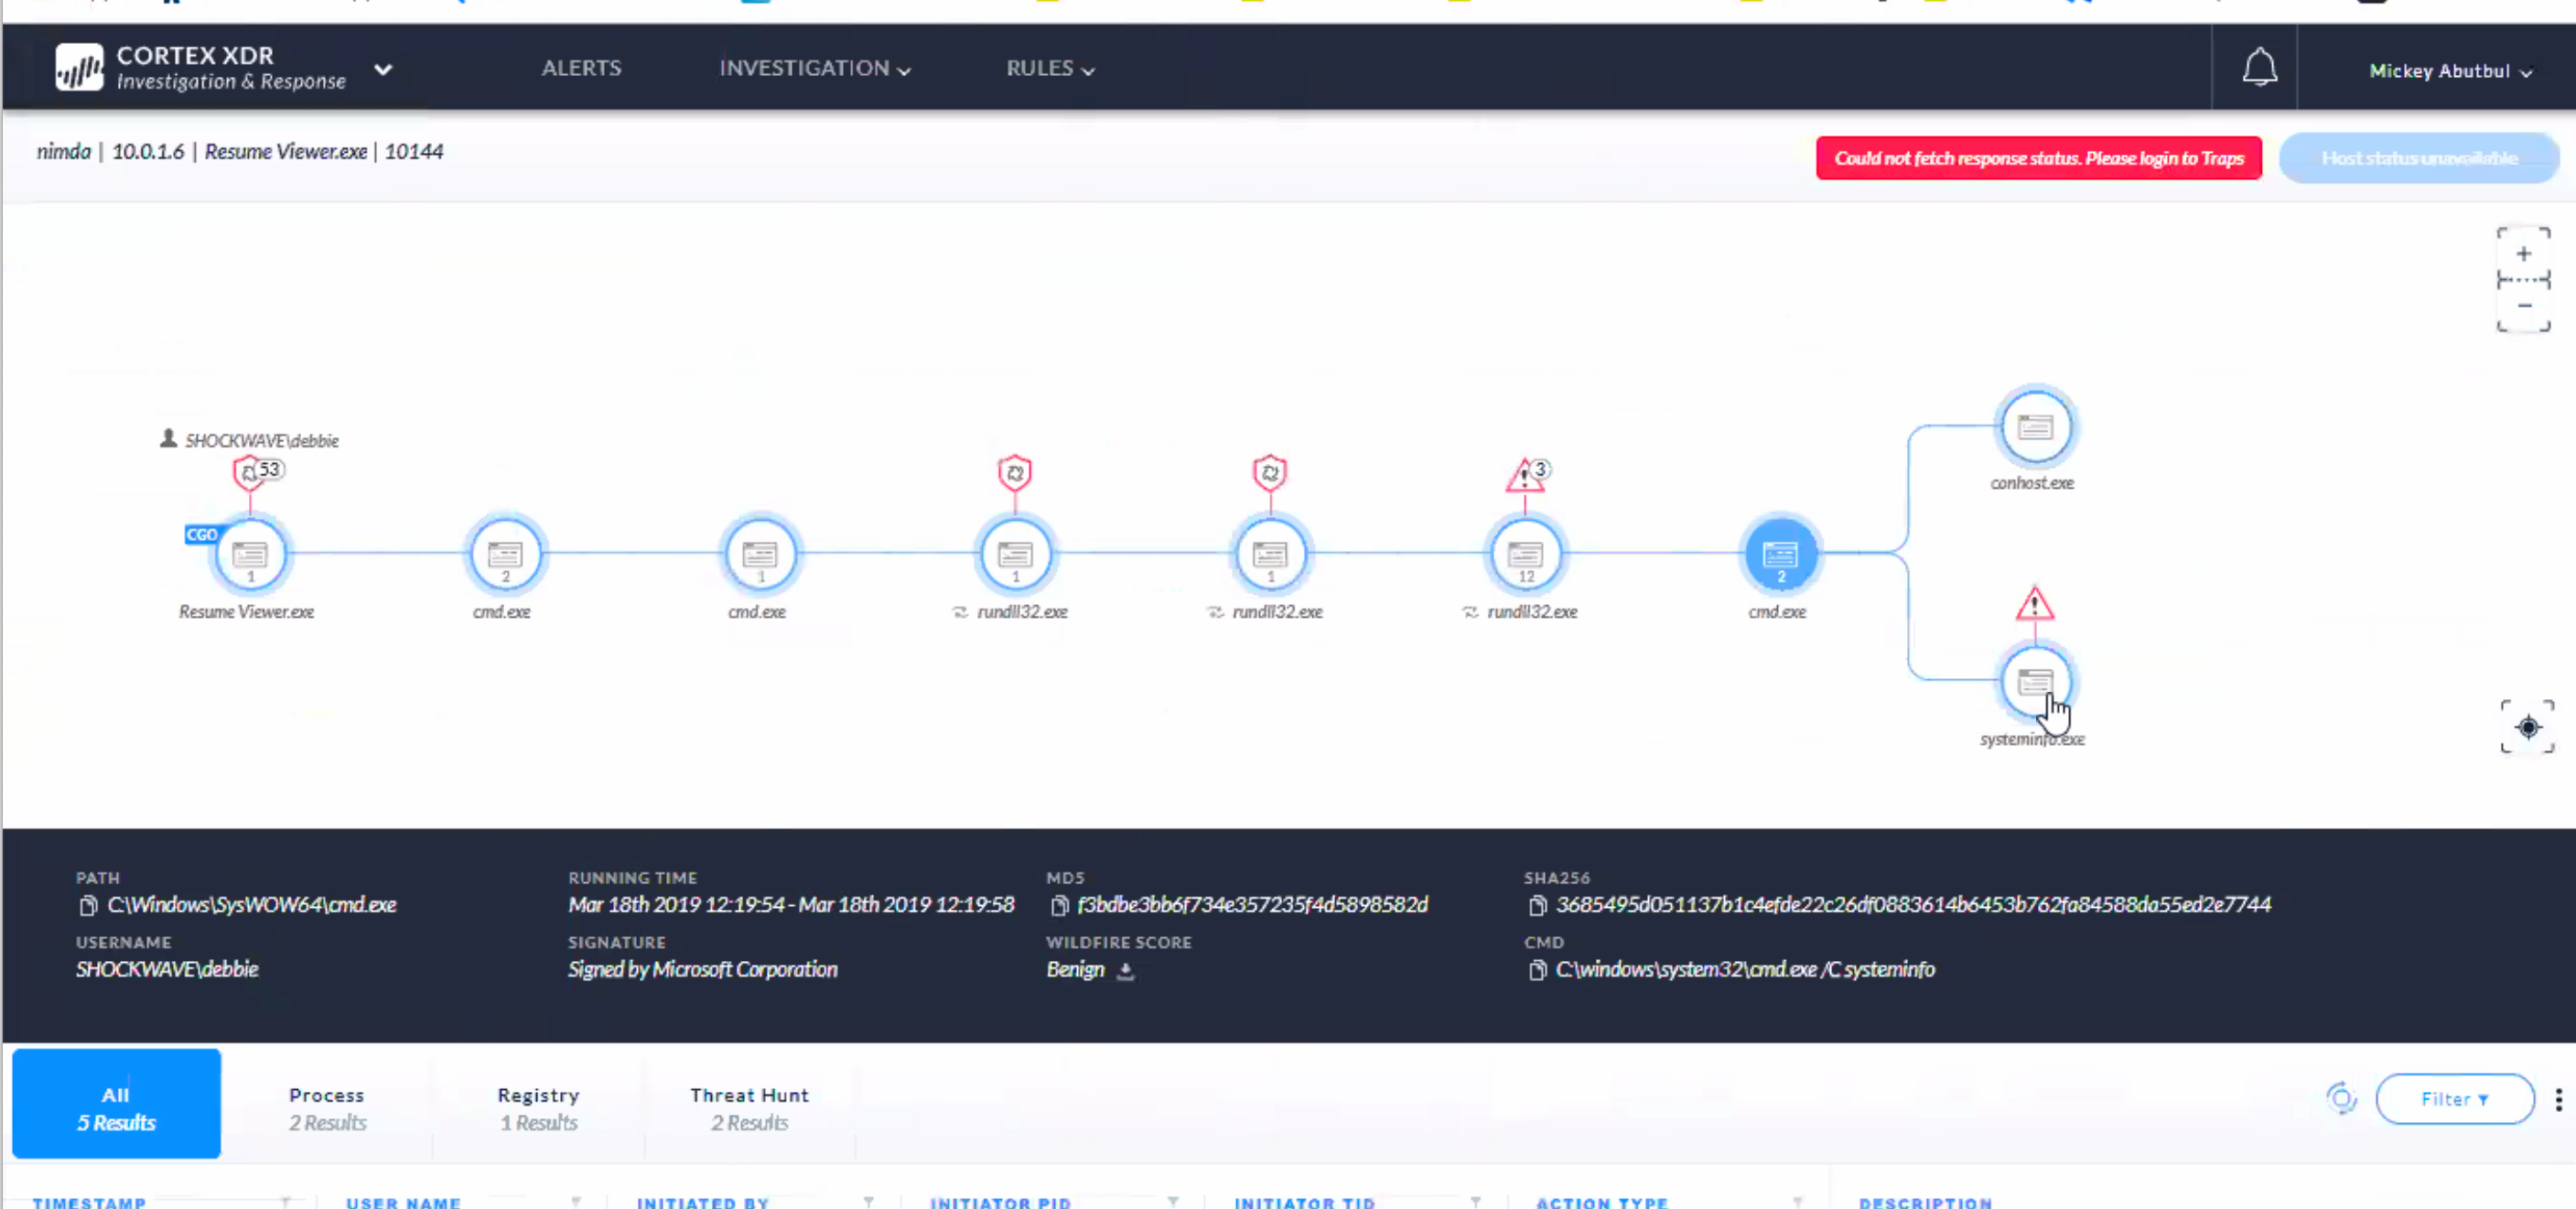 CORTEX XDR
Investigation & Response
ALERTS
INVESTIGATION
RULES
Mickey Abutbul
nimda | 10.0.1.6 | Resume Viewer.exe | 10144
Could not fetch response status. Please login to Traps
Host status unavailable
+
−
SHOCKWAVE\debbie
53
3
CGO
1
2
1
1
1
12
2
Resume Viewer.exe
cmd.exe
cmd.exe
rundll32.exe
rundll32.exe
rundll32.exe
cmd.exe
conhost.exe
systeminfo.exe
PATH
C:\Windows\SysWOW64\cmd.exe
RUNNING TIME
Mar 18th 2019 12:19:54 - Mar 18th 2019 12:19:58
MD5
f3bdbe3bb6f734e357235f4d5898582d
SHA256
3685495d051137b1c4efde22c26df0883614b6453b762fa84588da55ed2e7744
USERNAME
SHOCKWAVE\debbie
SIGNATURE
Signed by Microsoft Corporation
WILDFIRE SCORE
Benign
CMD
C:\windows\system32\cmd.exe /C systeminfo
All
5 Results
Process
2 Results
Registry
1 Results
Threat Hunt
2 Results
Filter
TIMESTAMP
USER NAME
INITIATED BY
INITIATOR PID
INITIATOR TID
ACTION TYPE
DESCRIPTION